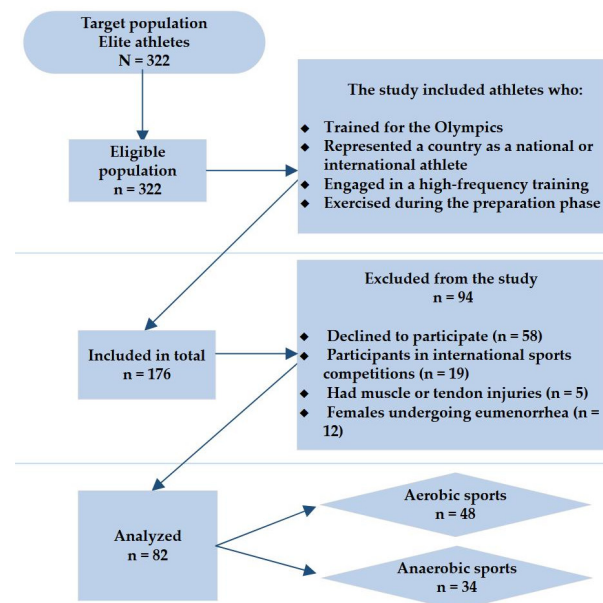 Target population
Elite athletes
N = 322
Eligible
population
n = 322
The study included athletes who:
◆ Trained for the Olympics
◆ Represented a country as a national or
international athlete
◆ Engaged in a high-frequency training
◆ Exercised during the preparation phase
Included in total
n = 176
Excluded from the study
n = 94
◆ Declined to participate (n = 58)
◆ Participants in international sports
competitions (n = 19)
◆ Had muscle or tendon injuries (n = 5)
◆ Females undergoing eumenorrhea (n =
12)
Analyzed
n = 82
Aerobic sports
n = 48
Anaerobic sports
n = 34